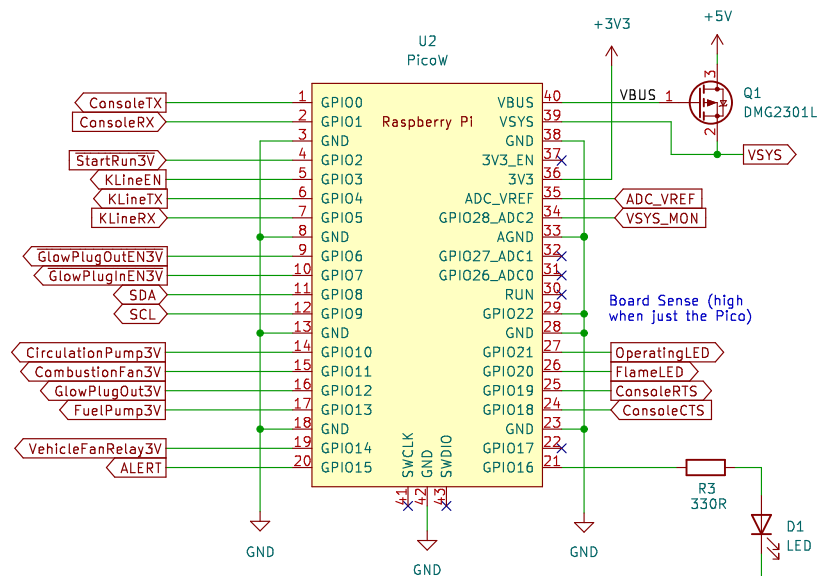 U2
PicoW
Raspberry Pi
ConsoleTX 1 GPIO0
ConsoleRX 2 GPIO1
3 GND
StartRun3V 4 GPIO2
KLineEN 5 GPIO3
KLineTX 6 GPIO4
KLineRX 7 GPIO5
8 GND
GlowPlugOutEN3V 9 GPIO6
GlowPlugInEN3V 10 GPIO7
SDA 11 GPIO8
SCL 12 GPIO9
13 GND
CirculationPump3V 14 GPIO10
CombustionFan3V 15 GPIO11
GlowPlugOut3V 16 GPIO12
FuelPump3V 17 GPIO13
18 GND
VehicleFanRelay3V 19 GPIO14
ALERT 20 GPIO15
SWCLK 41
GND 42
SWDIO 43
VBUS 40 VBUS 1
VSYS 39
GND 38
3V3_EN 37
3V3 36
ADC_VREF 35 ADC_VREF
GPIO28_ADC2 34 VSYS_MON
AGND 33
GPIO27_ADC1 32
GPIO26_ADC0 31
RUN 30
GPIO22 29
GND 28
GPIO21 27 OperatingLED
GPIO20 26 FlameLED
GPIO19 25 ConsoleRTS
GPIO18 24 ConsoleCTS
GND 23
GPIO17 22
GPIO16 21
+3V3
+5V
3
Q1
DMG2301L
2
VSYS
Board Sense (high
when just the Pico)
R3
330R
D1
LED
GND
GND
GND